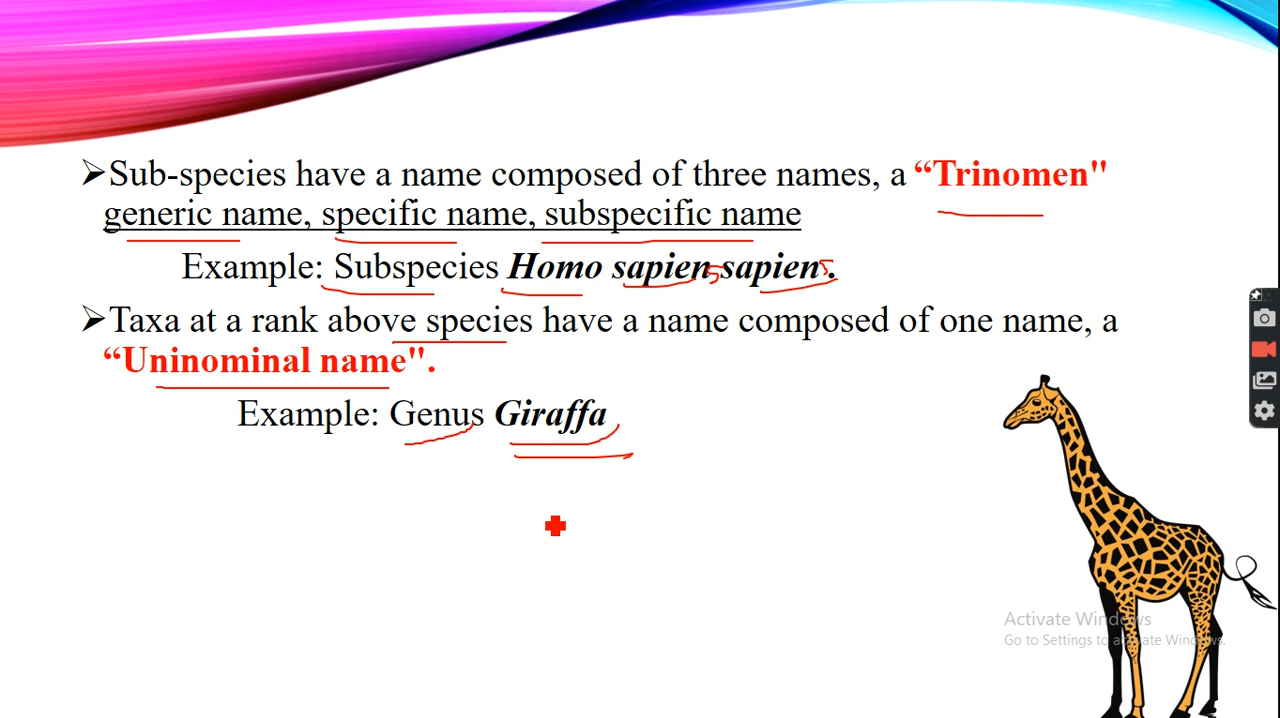 ➢Sub-species have a name composed of three names, a “Trinomen"
generic name, specific name, subspecific name
Example: Subspecies Homo sapiens sapiens.
➢Taxa at a rank above species have a name composed of one name, a
“Uninominal name".
Example: Genus Giraffa
Activate Windows
Go to Settings to activate Windows.